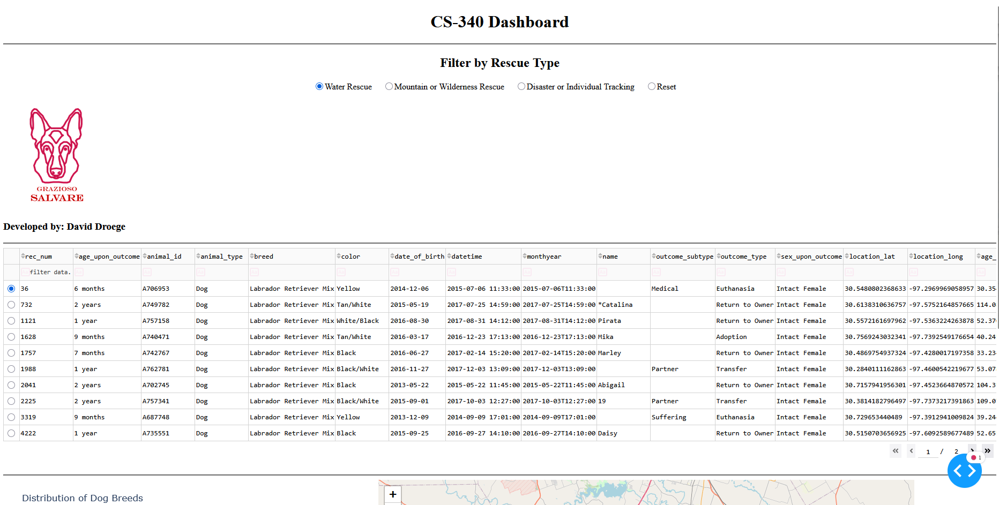 CS-340 Dashboard
Filter by Rescue Type
Water Rescue Mountain or Wilderness Rescue Disaster or Individual Tracking Reset
GRAZIOSO
SALVARE
Developed by: David Droege
rec_num age_upon_outcome animal_id animal_type breed color date_of_birth datetime monthyear name outcome_subtype outcome_type sex_upon_outcome location_lat location_long age_
filter data.
36 6 months A706953 Dog Labrador Retriever Mix Yellow 2014-12-06 2015-07-06 11:33:00 2015-07-06T11:33:00 Medical Euthanasia Intact Female 30.5480802368633 -97.2969969058957 30.35
732 2 years A749782 Dog Labrador Retriever Mix Tan/White 2015-05-19 2017-07-25 14:59:00 2017-07-25T14:59:00 *Catalina Return to Owner Intact Female 30.6138310636757 -97.5752164857665 114.0
1121 1 year A757158 Dog Labrador Retriever Mix White/Black 2016-08-30 2017-08-31 14:12:00 2017-08-31T14:12:00 Pirata Return to Owner Intact Female 30.5572161697962 -97.5363224263878 52.37
1628 9 months A740471 Dog Labrador Retriever Mix Tan/White 2016-03-17 2016-12-23 17:13:00 2016-12-23T17:13:00 Mika Adoption Intact Female 30.7569243032341 -97.7392549176654 40.24
1757 7 months A742767 Dog Labrador Retriever Mix Black 2016-06-27 2017-02-14 15:20:00 2017-02-14T15:20:00 Marley Return to Owner Intact Female 30.4869754937324 -97.4280017197358 33.23
1988 1 year A762781 Dog Labrador Retriever Mix Black/White 2016-11-27 2017-12-03 13:09:00 2017-12-03T13:09:00 Partner Transfer Intact Female 30.2840111162863 -97.4600542219677 53.07
2041 2 years A702745 Dog Labrador Retriever Mix Black 2013-05-22 2015-05-22 11:45:00 2015-05-22T11:45:00 Abigail Return to Owner Intact Female 30.7157941956301 -97.4523664870572 104.3
2225 2 years A757341 Dog Labrador Retriever Mix Black/White 2015-09-01 2017-10-03 12:27:00 2017-10-03T12:27:00 19 Partner Transfer Intact Female 30.3814182796497 -97.7373217391863 109.0
3319 9 months A687748 Dog Labrador Retriever Mix Yellow 2013-12-09 2014-09-09 17:01:00 2014-09-09T17:01:00 Suffering Euthanasia Intact Female 30.729653440489 -97.3912941009824 39.24
4222 1 year A735551 Dog Labrador Retriever Mix Black 2015-09-25 2016-09-27 14:10:00 2016-09-27T14:10:00 Daisy Return to Owner Intact Female 30.5150703656925 -97.6092589677489 52.65
1 / 2
1
+
Distribution of Dog Breeds